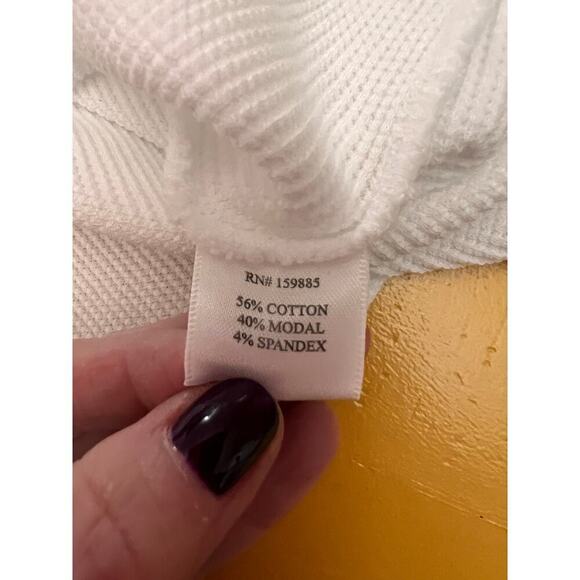 RN# 159885
56% COTTON
40% MODAL
4% SPANDEX